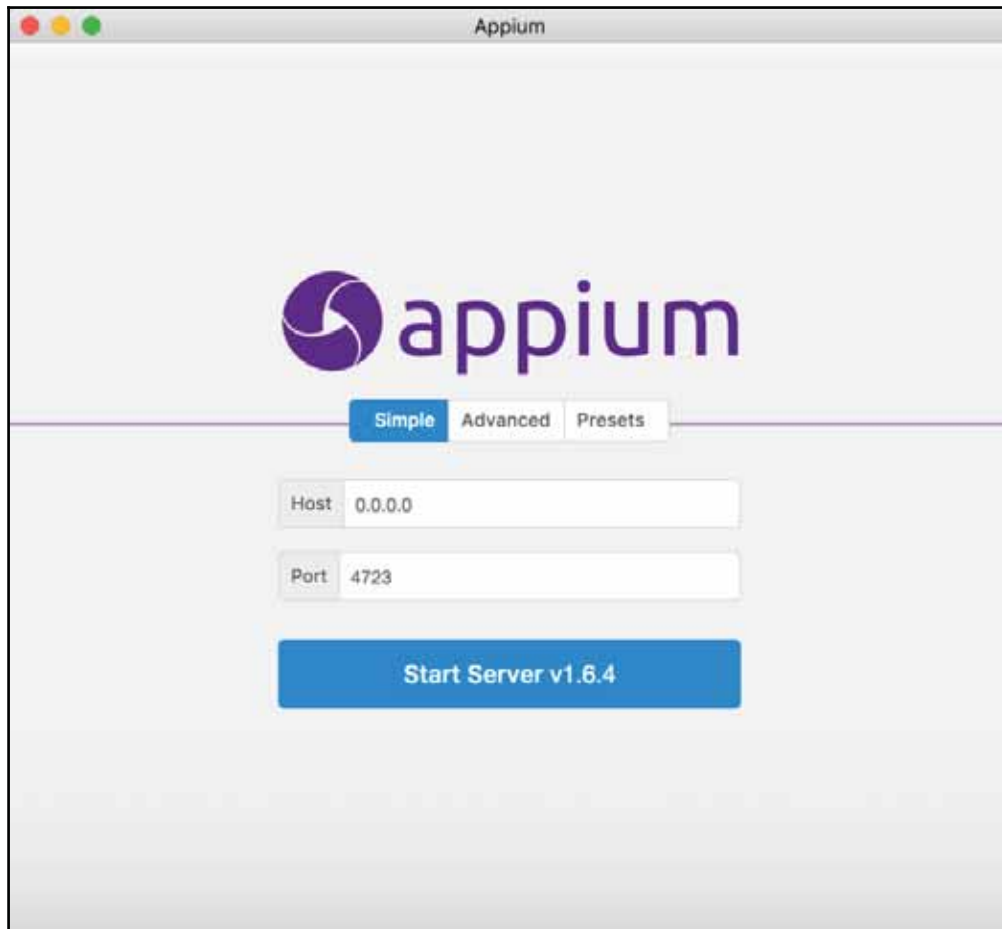 Appium
appium
Simple Advanced Presets
Host 0.0.0.0
Port 4723
Start Server v1.6.4